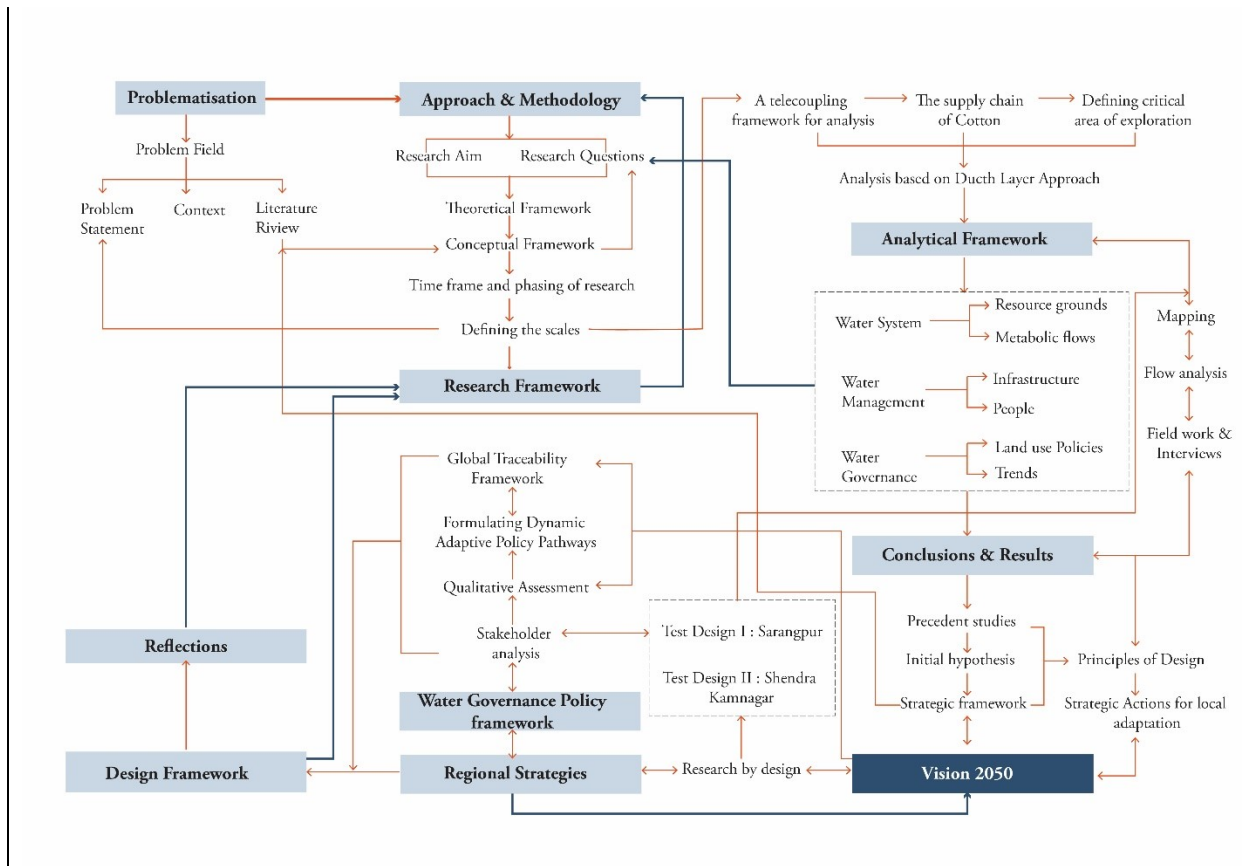 Problematisation
Problem Field
Problem
Statement
Context
Literature
Riview
Approach & Methodology
Research Aim
Research Questions
Theoretical Framework
Conceptual Framework
Time frame and phasing of research
Defining the scales
Research Framework
A telecoupling
framework for analysis
The supply chain
of Cotton
Defining critical
area of exploration
Analysis based on Ducth Layer Approach
Analytical Framework
Water System
Resource grounds
Metabolic flows
Water
Management
Infrastructure
People
Water
Governance
Land use Policies
Trends
Mapping
Flow analysis
Field work &
Interviews
Global Traceability
Framework
Formulating Dynamic
Adaptive Policy Pathways
Qualitative Assessment
Stakeholder
analysis
Water Governance Policy
framework
Regional Strategies
Research by design
Test Design I : Sarangpur
Test Design II : Shendra
Kamnagar
Conclusions & Results
Precedent studies
Initial hypothesis
Strategic framework
Principles of Design
Strategic Actions for local
adaptation
Vision 2050
Reflections
Design Framework